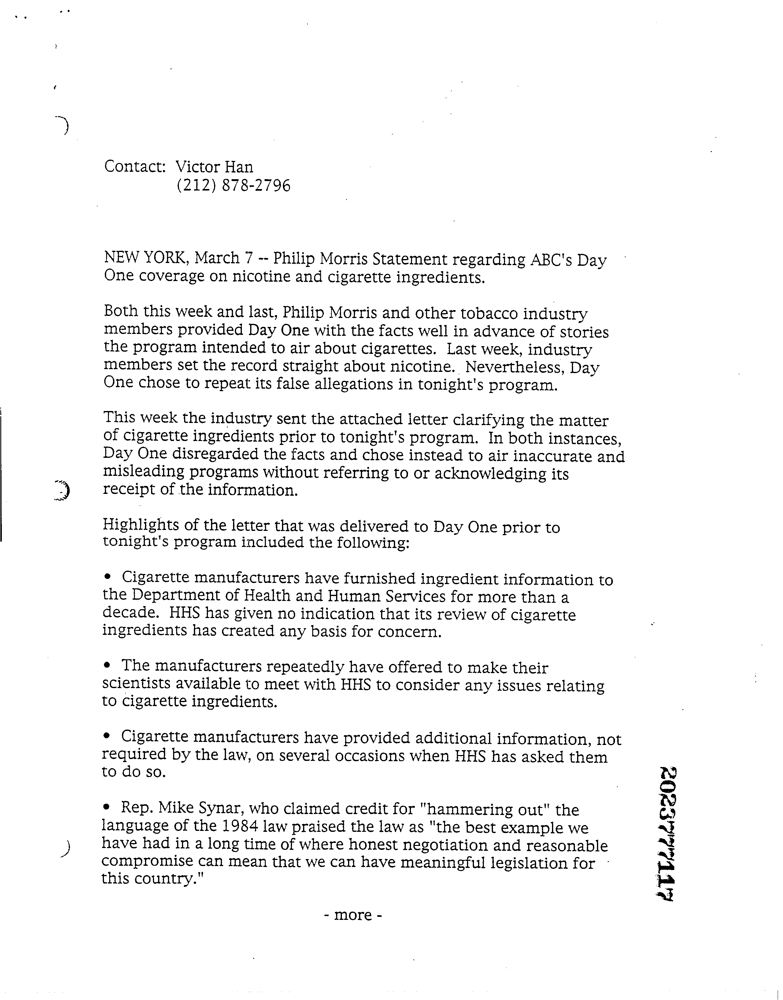 Contact: Victor Han
(212) 878-2796
NEW YORK, March 7 -- Philip Morris Statement regarding ABC's Day
One coverage on nicotine and cigarette ingredients.
Both this week and last, Philip Morris and other tobacco industry
members provided Day One with the facts well in advance of stories
the program intended to air about cigarettes. Last week, industry
members set the record straight about nicotine. Nevertheless, Day
One chose to repeat its false allegations in tonight's program.
This week the industry sent the attached letter clarifying the matter
of cigarette ingredients prior to tonight's program. In both instances,
Day One disregarded the facts and chose instead to air inaccurate and
misleading programs without referring to or acknowledging its
receipt of the information.
Highlights of the letter that was delivered to Day One prior to
tonight's program included the following:
• Cigarette manufacturers have furnished ingredient information to
the Department of Health and Human Services for more than a
decade. HHS has given no indication that its review of cigarette
ingredients has created any basis for concern.
• The manufacturers repeatedly have offered to make their
scientists available to meet with HHS to consider any issues relating
to cigarette ingredients.
• Cigarette manufacturers have provided additional information, not
required by the law, on several occasions when HHS has asked them
to do so.
• Rep. Mike Synar, who claimed credit for "hammering out" the
language of the 1984 law praised the law as "the best example we
have had in a long time of where honest negotiation and reasonable
compromise can mean that we can have meaningful legislation for
this country."
- more -
2023777117